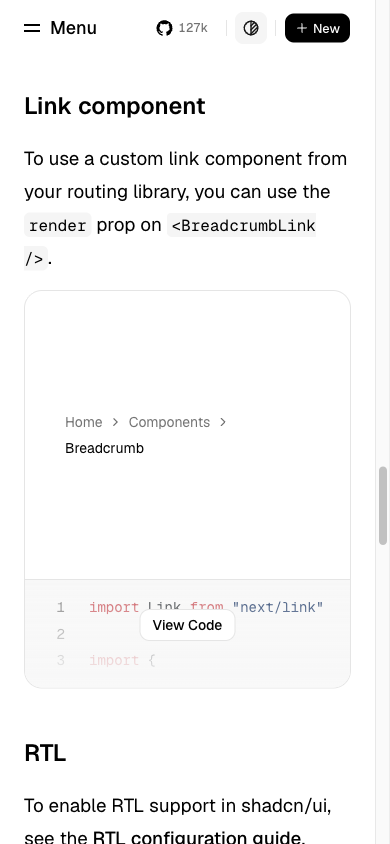 Menu
127k
New
Link component
To use a custom link component from
your routing library, you can use the
render prop on <BreadcrumbLink
/>.
Home > Components >
Breadcrumb
1 import Link from "next/link"
View Code
2
3 import {
RTL
To enable RTL support in shadcn/ui,
see the RTL configuration guide.